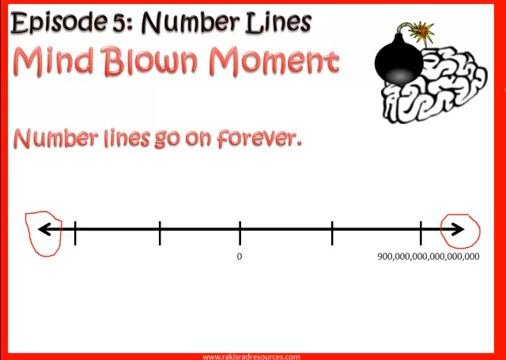 Episode 5: Number Lines
Mind Blown Moment
Number lines go on forever.
0 900,000,000,000,000,000
www.rakisradresources.com